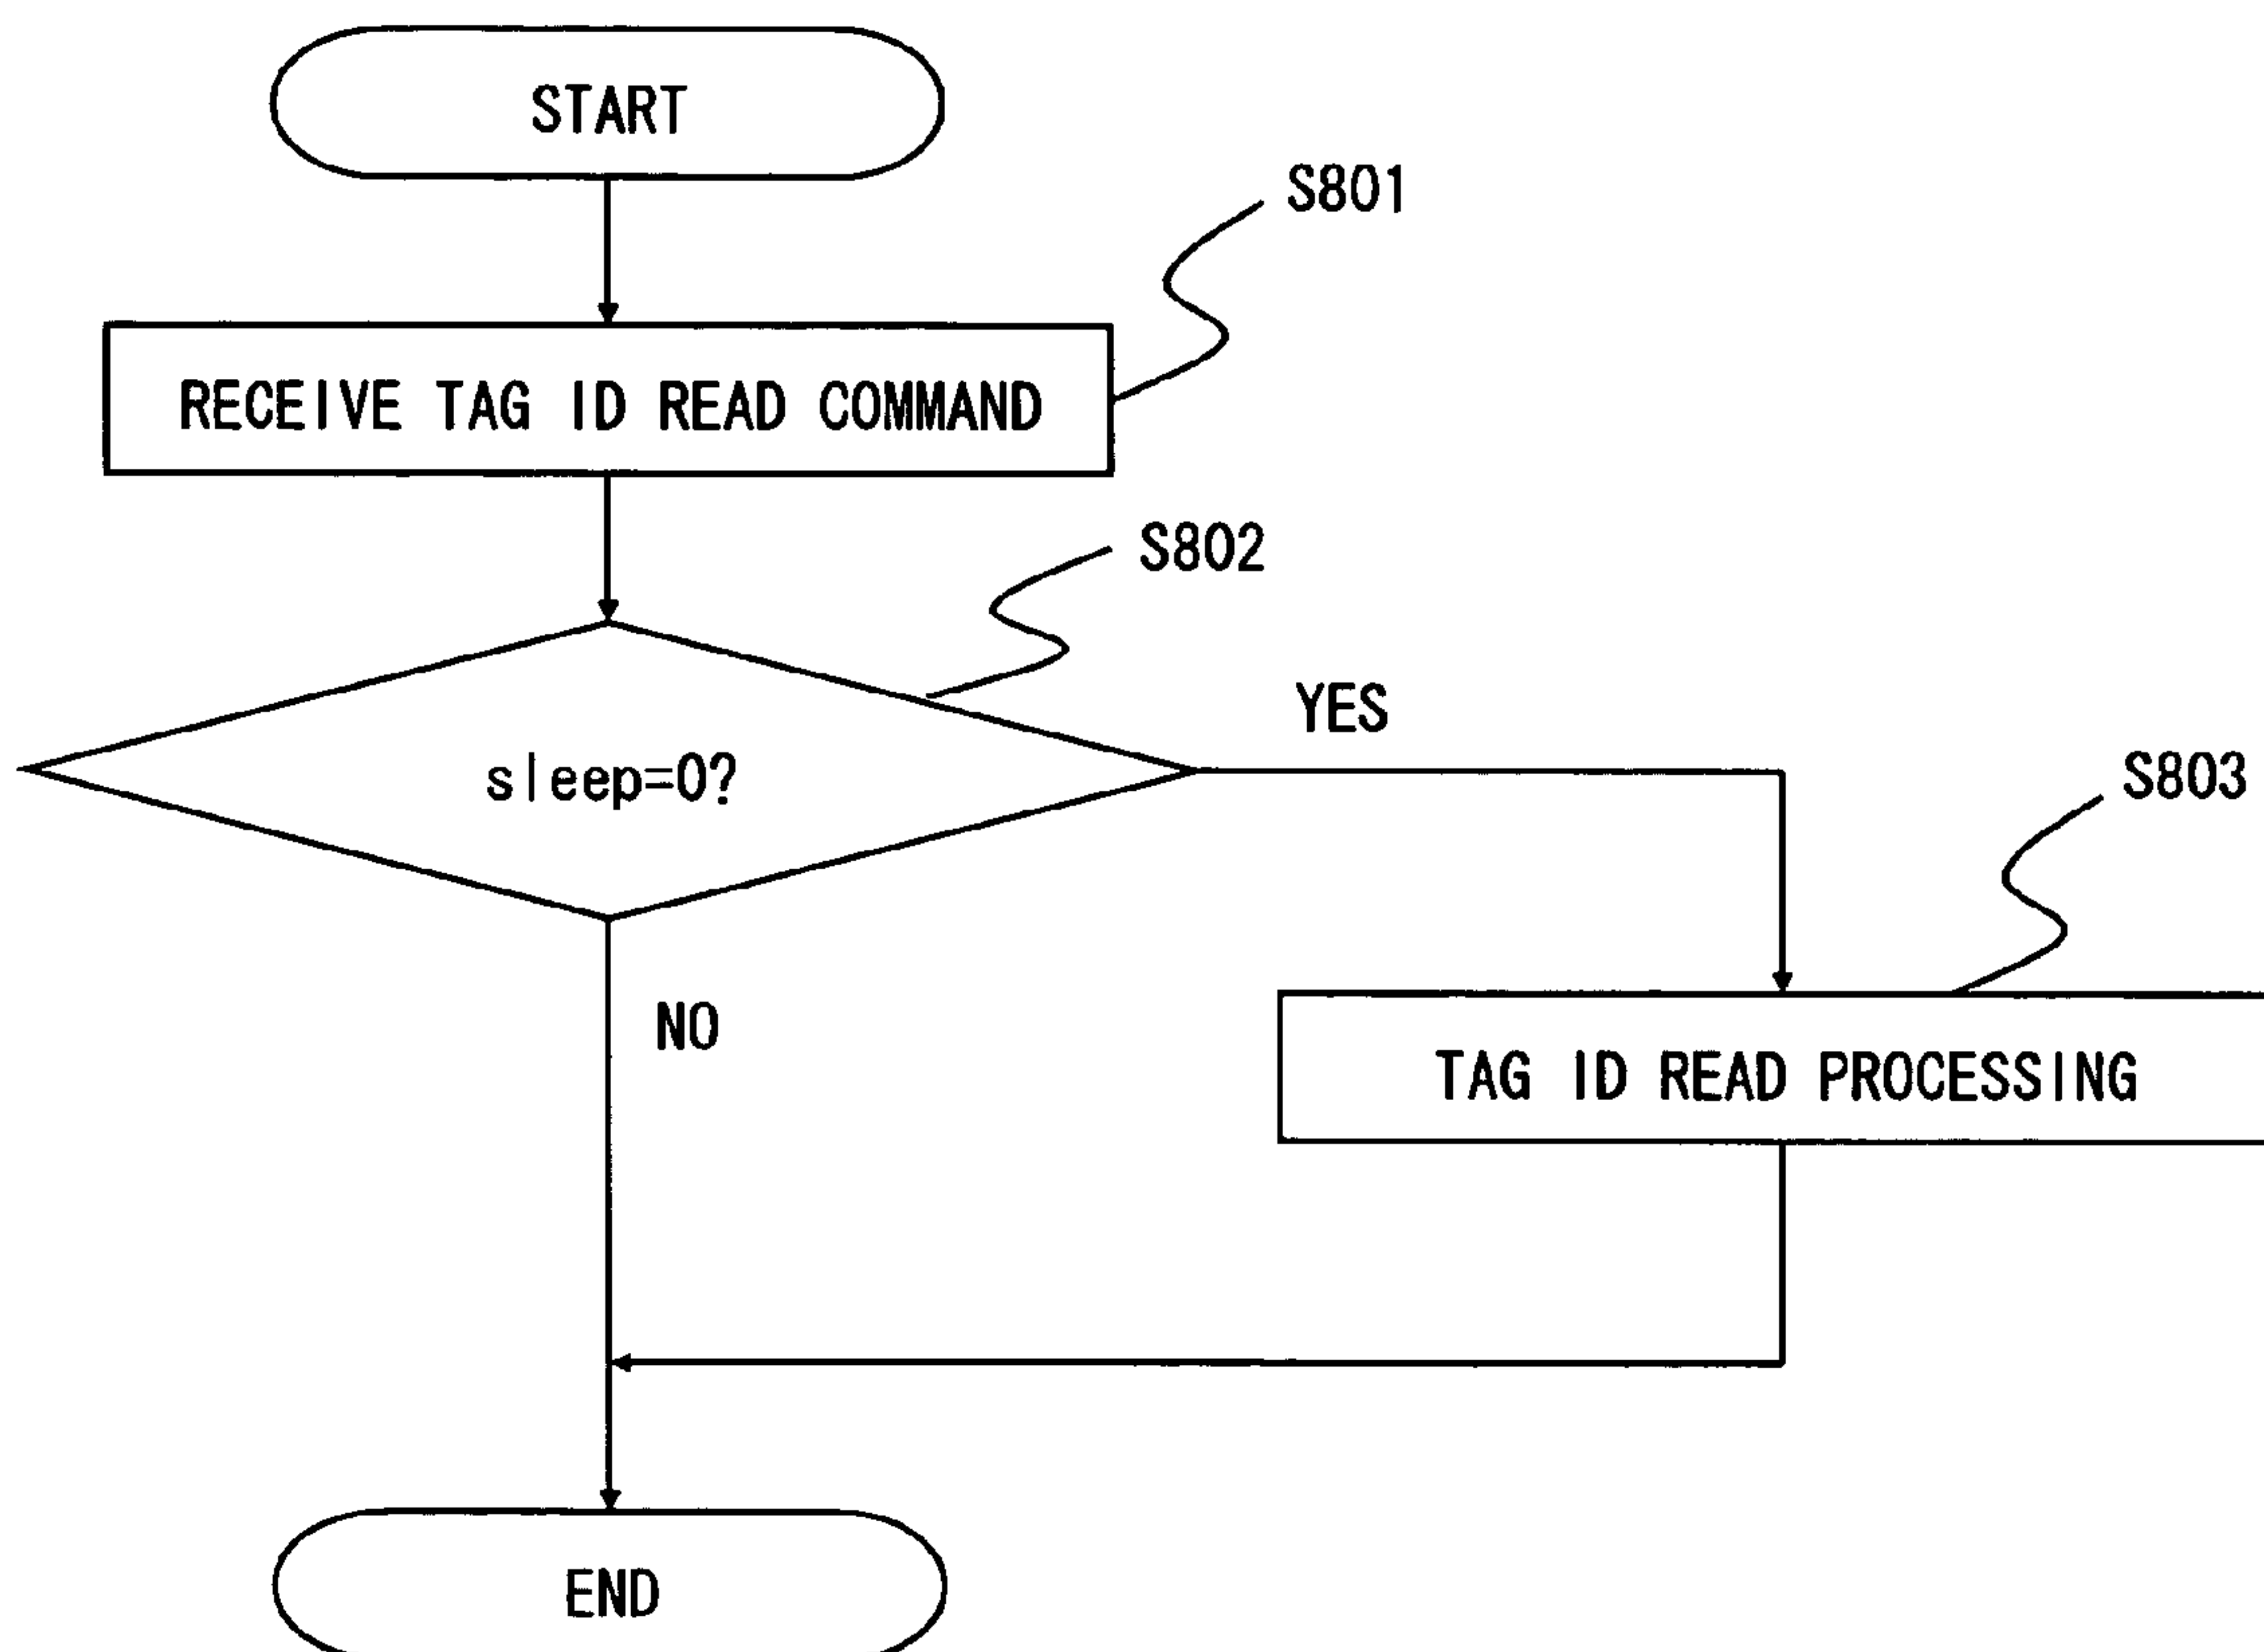 START
S801
RECEIVE TAG ID READ COMMAND
S802
YES
sleep=0?
S803
NO
TAG ID READ PROCESSING
END